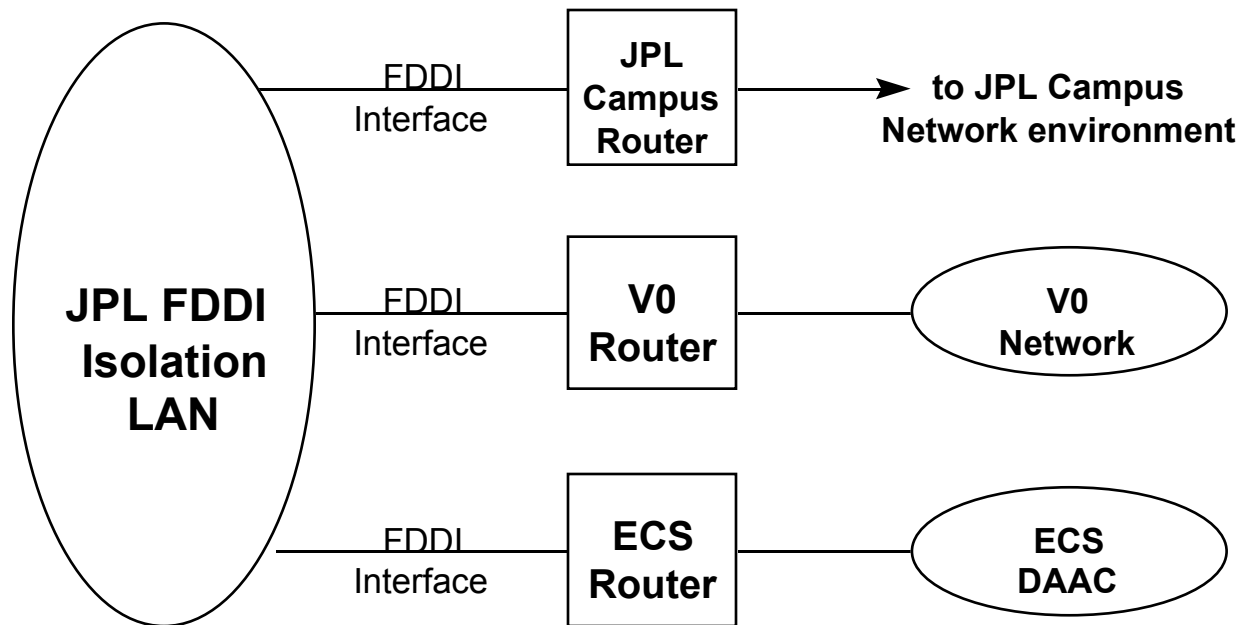 JPL FDDI
Isolation
LAN
FDDI
Interface
JPL
Campus
Router
to JPL Campus
Network environment
FDDI
Interface
V0
Router
V0
Network
FDDI
Interface
ECS
Router
ECS
DAAC